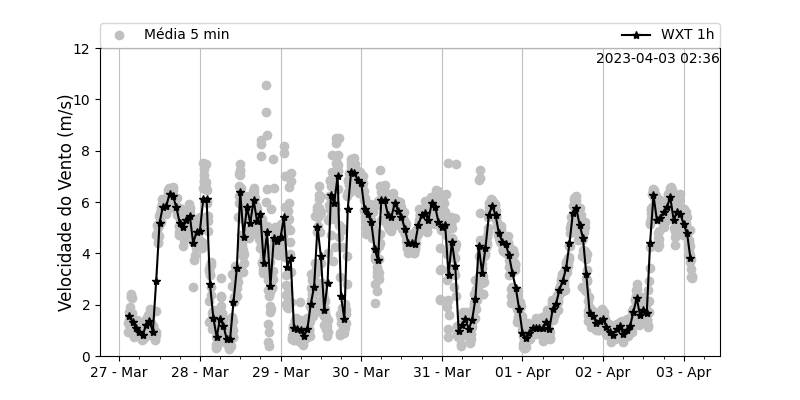 Média 5 min
WXT 1h
2023-04-03 02:36
Velocidade do Vento (m/s)
12
10
8
6
4
2
0
27 - Mar
28 - Mar
29 - Mar
30 - Mar
31 - Mar
01 - Apr
02 - Apr
03 - Apr